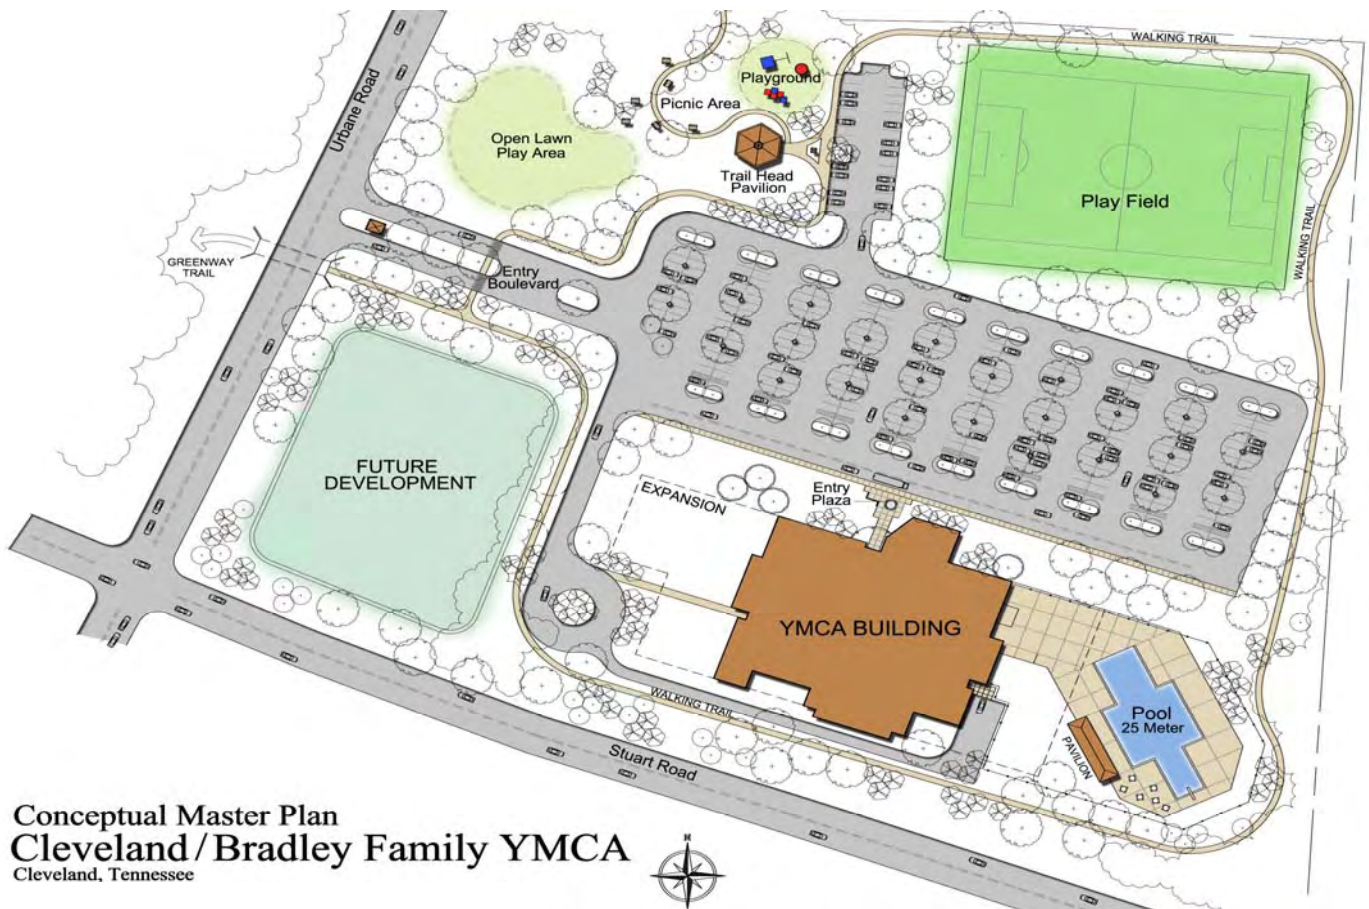 WALKING TRAIL
Urbane Road
Playground
Picnic Area
Open Lawn
Play Area
Trail Head
Pavilion
Play Field
WALKING TRAIL
GREENWAY
TRAIL
Entry
Boulevard
FUTURE
DEVELOPMENT
EXPANSION
Entry
Plaza
YMCA BUILDING
WALKING TRAIL
Pool
25 Meter
PAVILION
Stuart Road
Conceptual Master Plan
Cleveland/Bradley Family YMCA
Cleveland, Tennessee
N